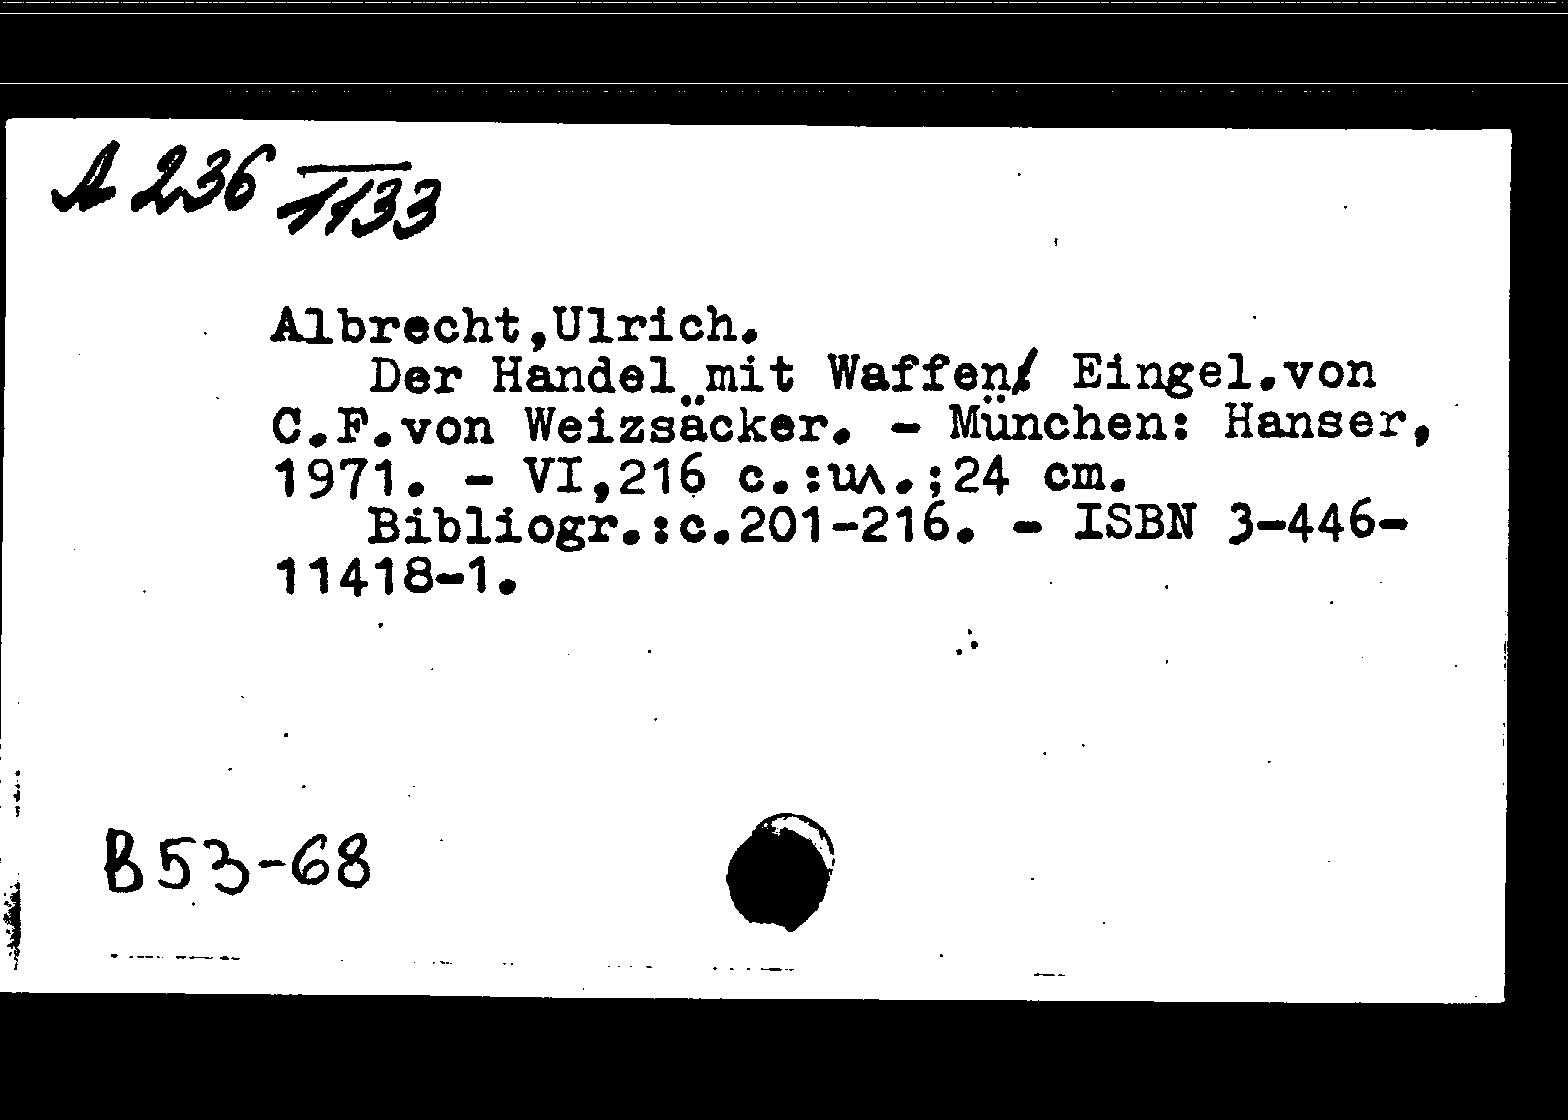 A 236 1133
Albrecht,Ulrich.
Der Handel mit Waffen/ Eingel.von
C.F.von Weizsäcker. - München: Hanser,
1971. - VI,216 с.:ил.;24 cm.
Bibliogr.:с.201-216. - ISBN 3-446-
11418-1.
B53-68